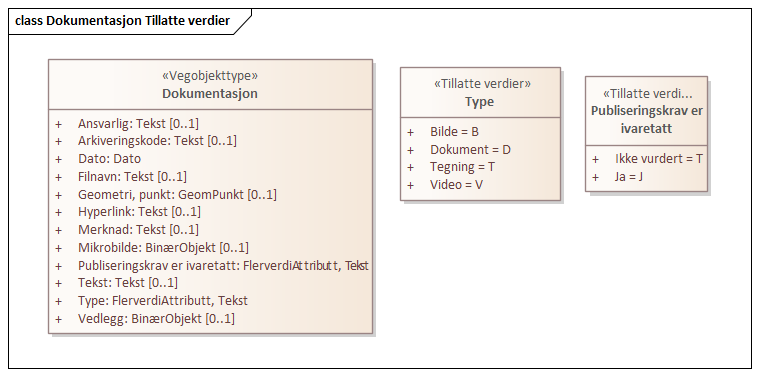 class Dokumentasjon Tillatte verdier
«Vegobjekttype»
Dokumentasjon
+ Ansvarlig: Tekst [0..1]
+ Arkiveringskode: Tekst [0..1]
+ Dato: Dato
+ Filnavn: Tekst [0..1]
+ Geometri, punkt: GeomPunkt [0..1]
+ Hyperlink: Tekst [0..1]
+ Merknad: Tekst [0..1]
+ Mikrobilde: BinærObjekt [0..1]
+ Publiseringskrav er ivaretatt: FlerverdiAttributt, Tekst
+ Tekst: Tekst [0..1]
+ Type: FlerverdiAttributt, Tekst
+ Vedlegg: BinærObjekt [0..1]
«Tillatte verdier»
Type
+ Bilde = B
+ Dokument = D
+ Tegning = T
+ Video = V
«Tillatte verdi...
Publiseringskrav er
ivaretatt
+ Ikke vurdert = T
+ Ja = J